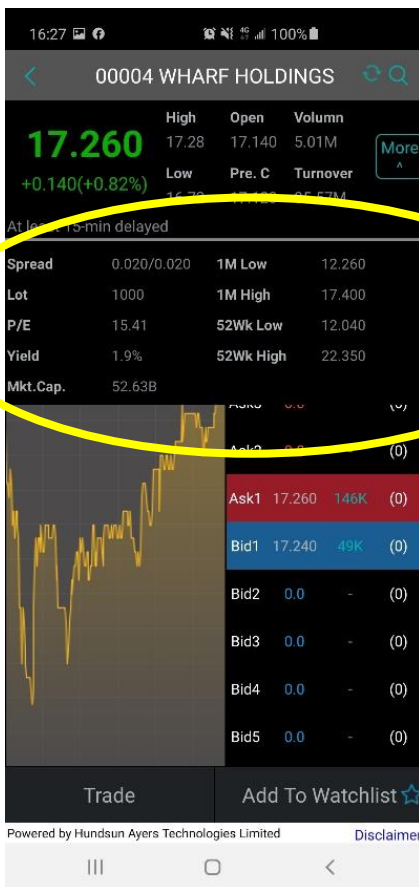 16:27 4G 100%
00004 WHARF HOLDINGS
17.260
+0.140(+0.82%)
High Open Volumn
17.28 17.140 5.01M
Low Pre. C Turnover
More
At least 15-min delayed
Spread 0.020/0.020 1M Low 12.260
Lot 1000 1M High 17.400
P/E 15.41 52Wk Low 12.040
Yield 1.9% 52Wk High 22.350
Mkt.Cap. 52.63B
(0)
(0)
Ask1 17.260 146K (0)
Bid1 17.240 49K (0)
Bid2 0.0 - (0)
Bid3 0.0 - (0)
Bid4 0.0 - (0)
Bid5 0.0 - (0)
Trade Add To Watchlist
Powered by Hundsun Ayers Technologies Limited Disclaimer